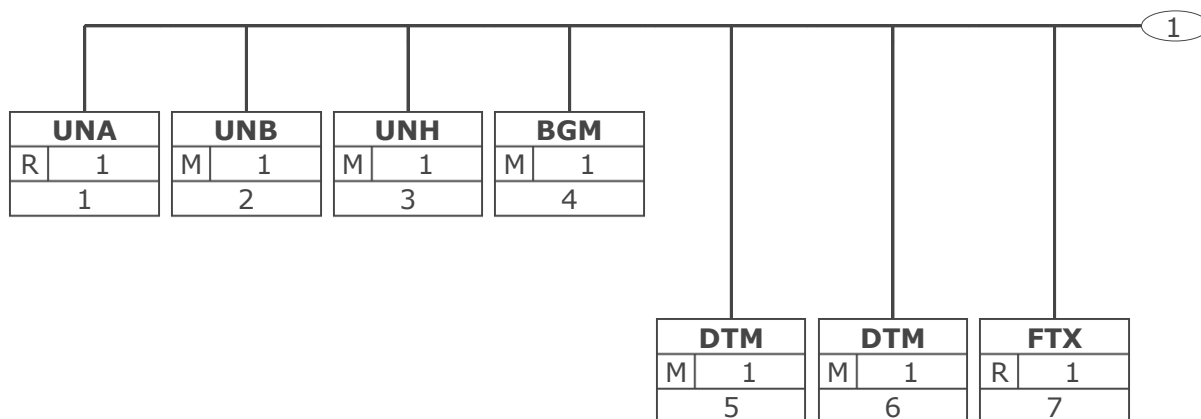 1
UNA UNB UNH BGM
R 1 M 1 M 1 M 1
1 2 3 4
DTM DTM FTX
M 1 M 1 R 1
5 6 7